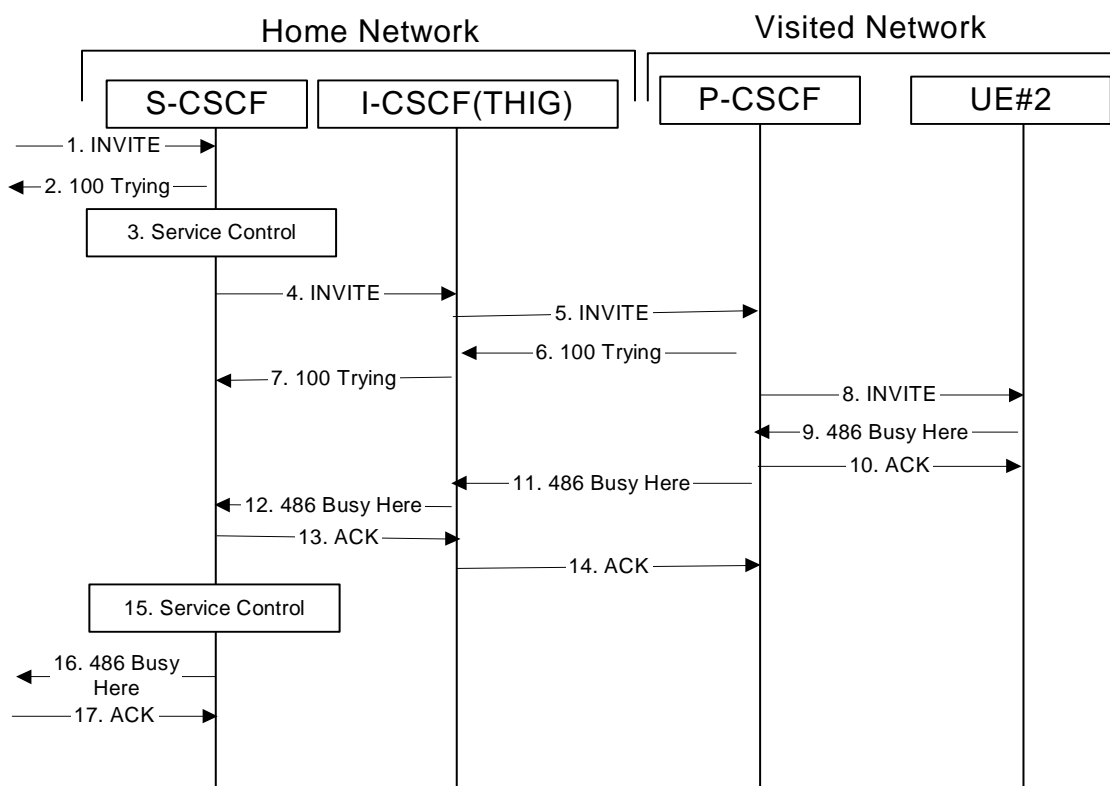 Home Network
Visited Network
S-CSCF
I-CSCF(THIG)
P-CSCF
UE#2
1. INVITE
2. 100 Trying
3. Service Control
4. INVITE
5. INVITE
6. 100 Trying
7. 100 Trying
8. INVITE
9. 486 Busy Here
10. ACK
11. 486 Busy Here
12. 486 Busy Here
13. ACK
14. ACK
15. Service Control
16. 486 Busy
Here
17. ACK